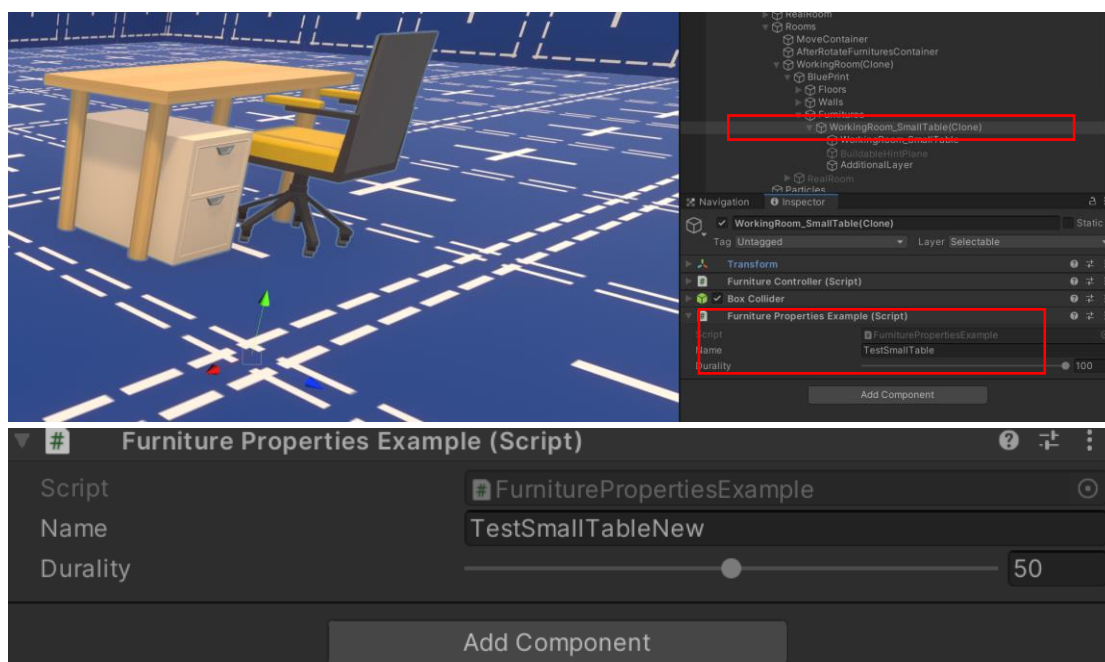 RealRoom
Rooms
MoveContainer
AfterRotateFurnituresContainer
WorkingRoom(Clone)
BluePrint
Floors
Walls
Furnitures
WorkingRoom_SmallTable(Clone)
WorkingRoom_SmallTable
BuildableHintPlane
AdditionalLayer
RealRoom
Particles
Navigation Inspector
WorkingRoom_SmallTable(Clone) Static
Tag Untagged Layer Selectable
Transform
# Furniture Controller (Script)
Box Collider
# Furniture Properties Example (Script)
Script # FurniturePropertiesExample
Name TestSmallTable
Durality 100
Add Component
# Furniture Properties Example (Script)
Script # FurniturePropertiesExample
Name TestSmallTableNew
Durality 50
Add Component